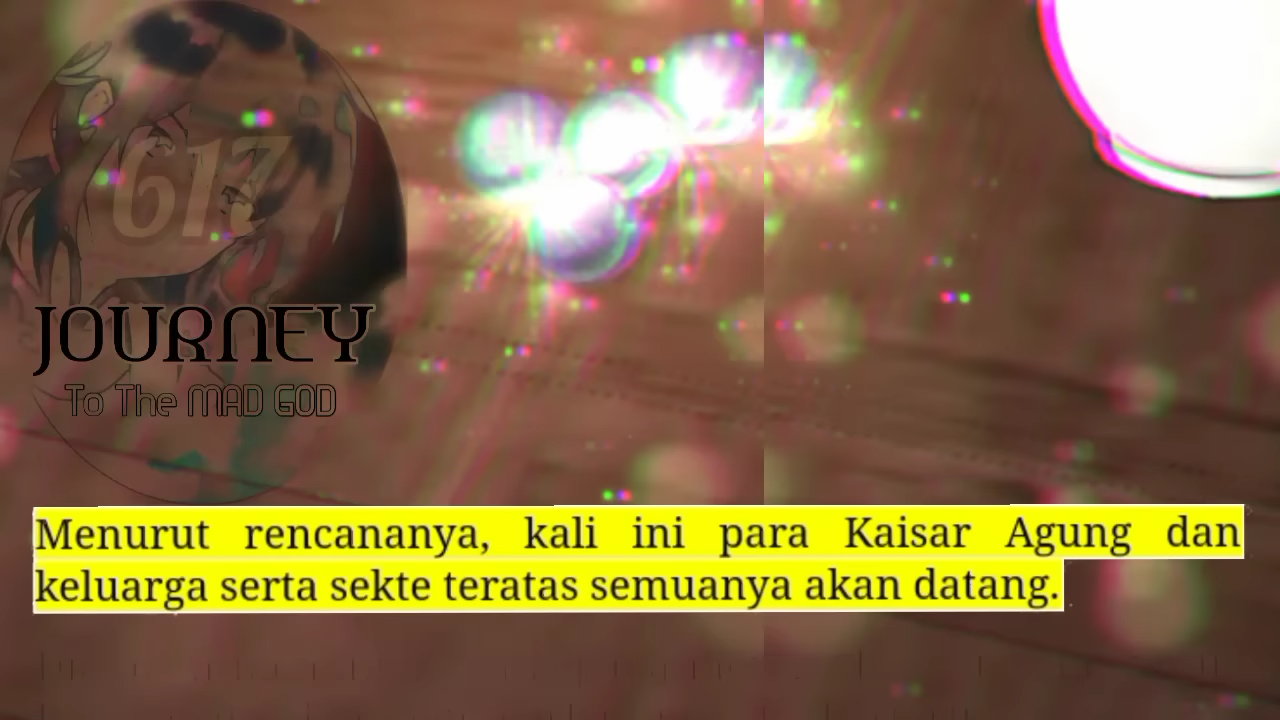 617
JOURNEY
To The MAD GOD
Menurut rencananya, kali ini para Kaisar Agung dan
keluarga serta sekte teratas semuanya akan datang.